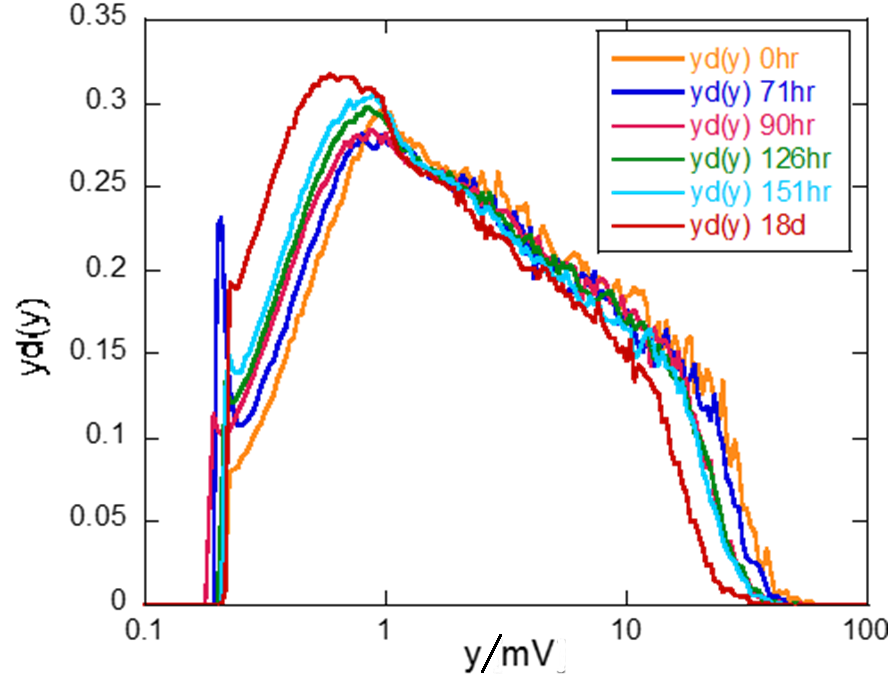 0.35
0.3
0.25
0.2
0.15
0.1
0.05
0
0.1
1
10
100
yd(y)
y/mV
yd(y) 0hr
yd(y) 71hr
yd(y) 90hr
yd(y) 126hr
yd(y) 151hr
yd(y) 18d